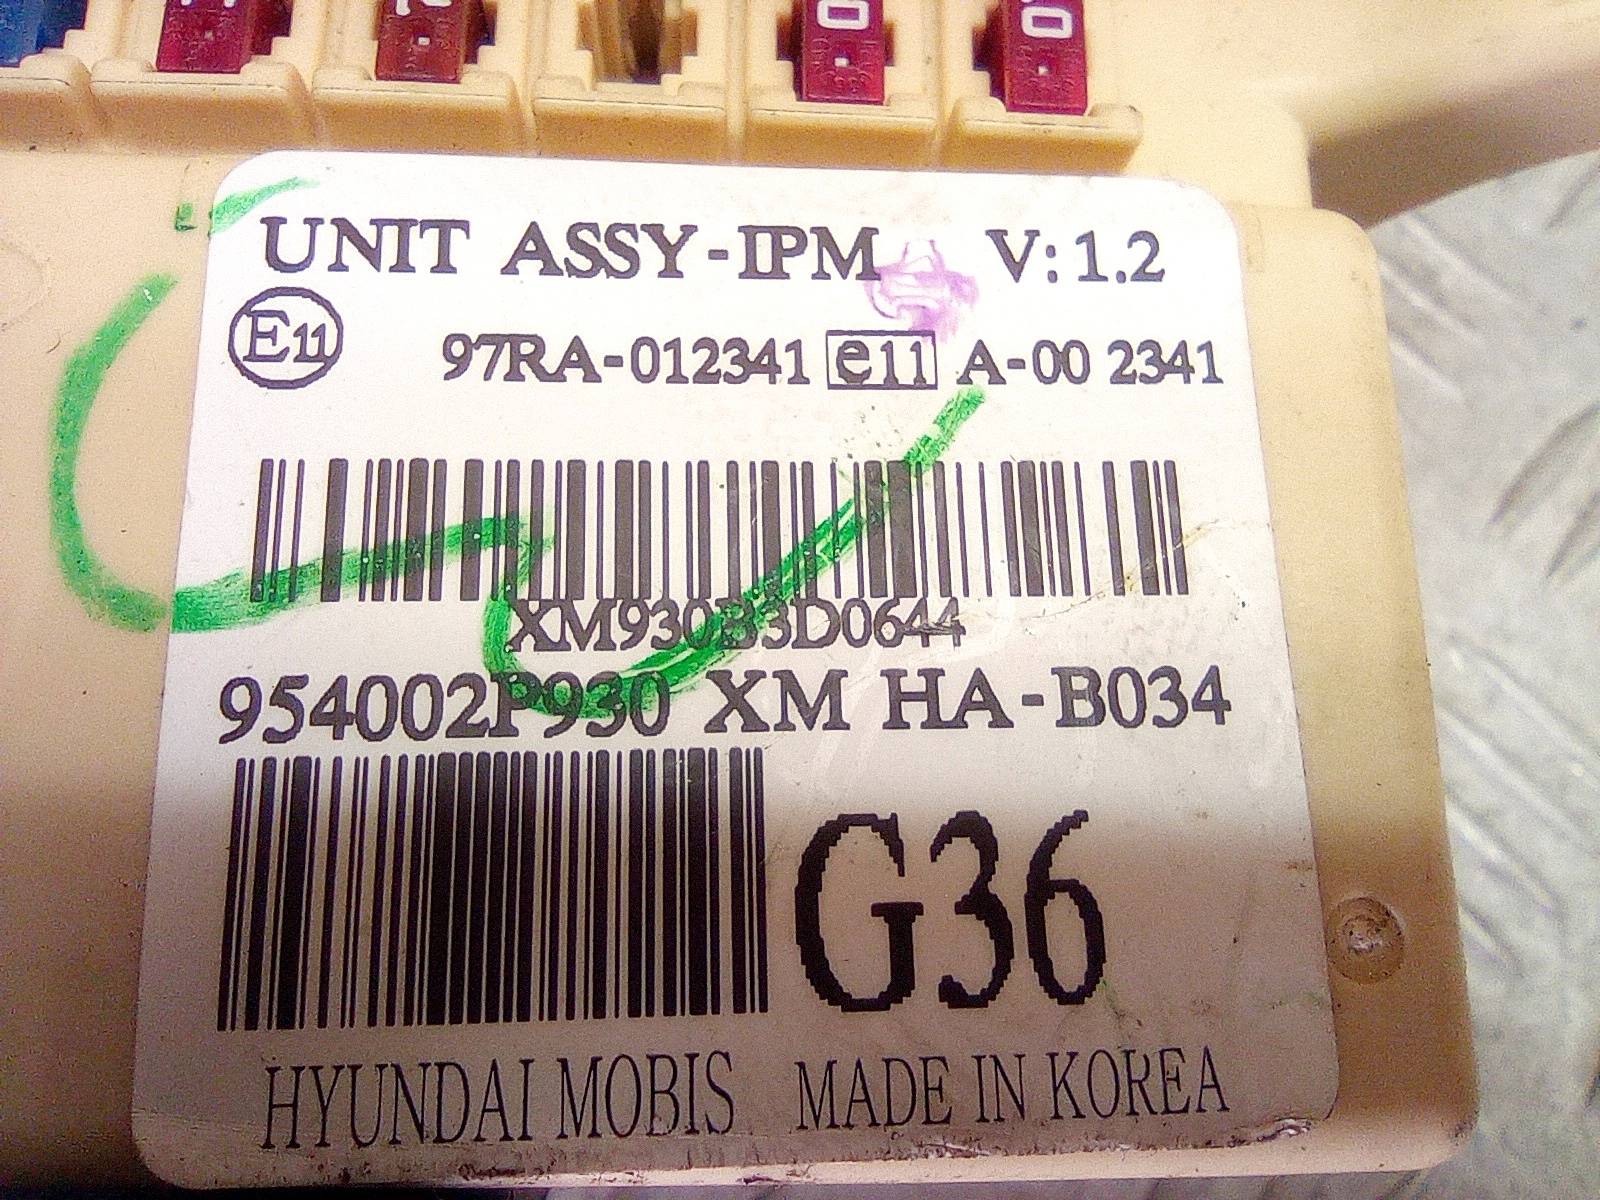 UNIT ASSY-IPM V: 1.2
E11 97RA-012341 e11 A-00 2341
XM930B3D0644
954002P930 XM HA-B034
G36
HYUNDAI MOBIS MADE IN KOREA